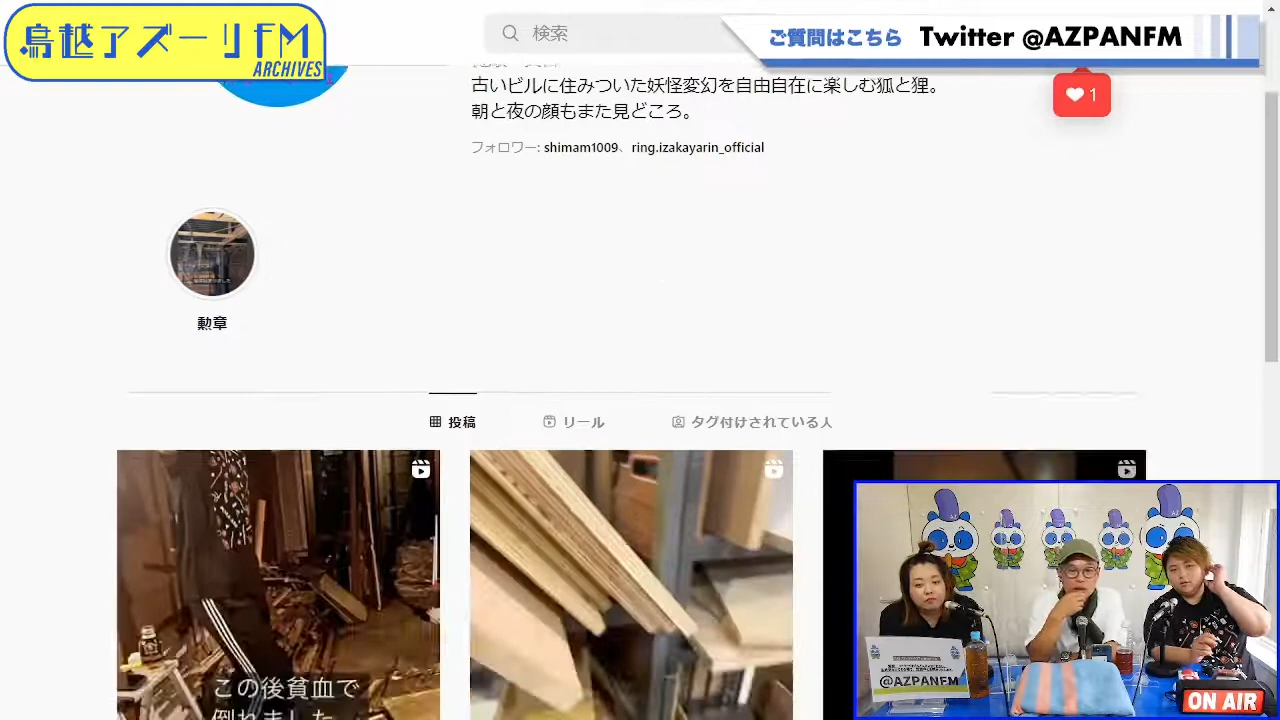 鳥越アズーリFM
ARCHIVES
検索
ご質問はこちら Twitter @AZPANFM
古いビルに住みついた妖怪変幻を自由自在に楽しむ狐と狸。
朝と夜の顔もまた見どころ。
フォロワー: shimam1009、ring.izakayarin_official
1
勲章
投稿
リール
タグ付けされている人
この後貧血で
倒れました
@AZPANFM
ON AIR